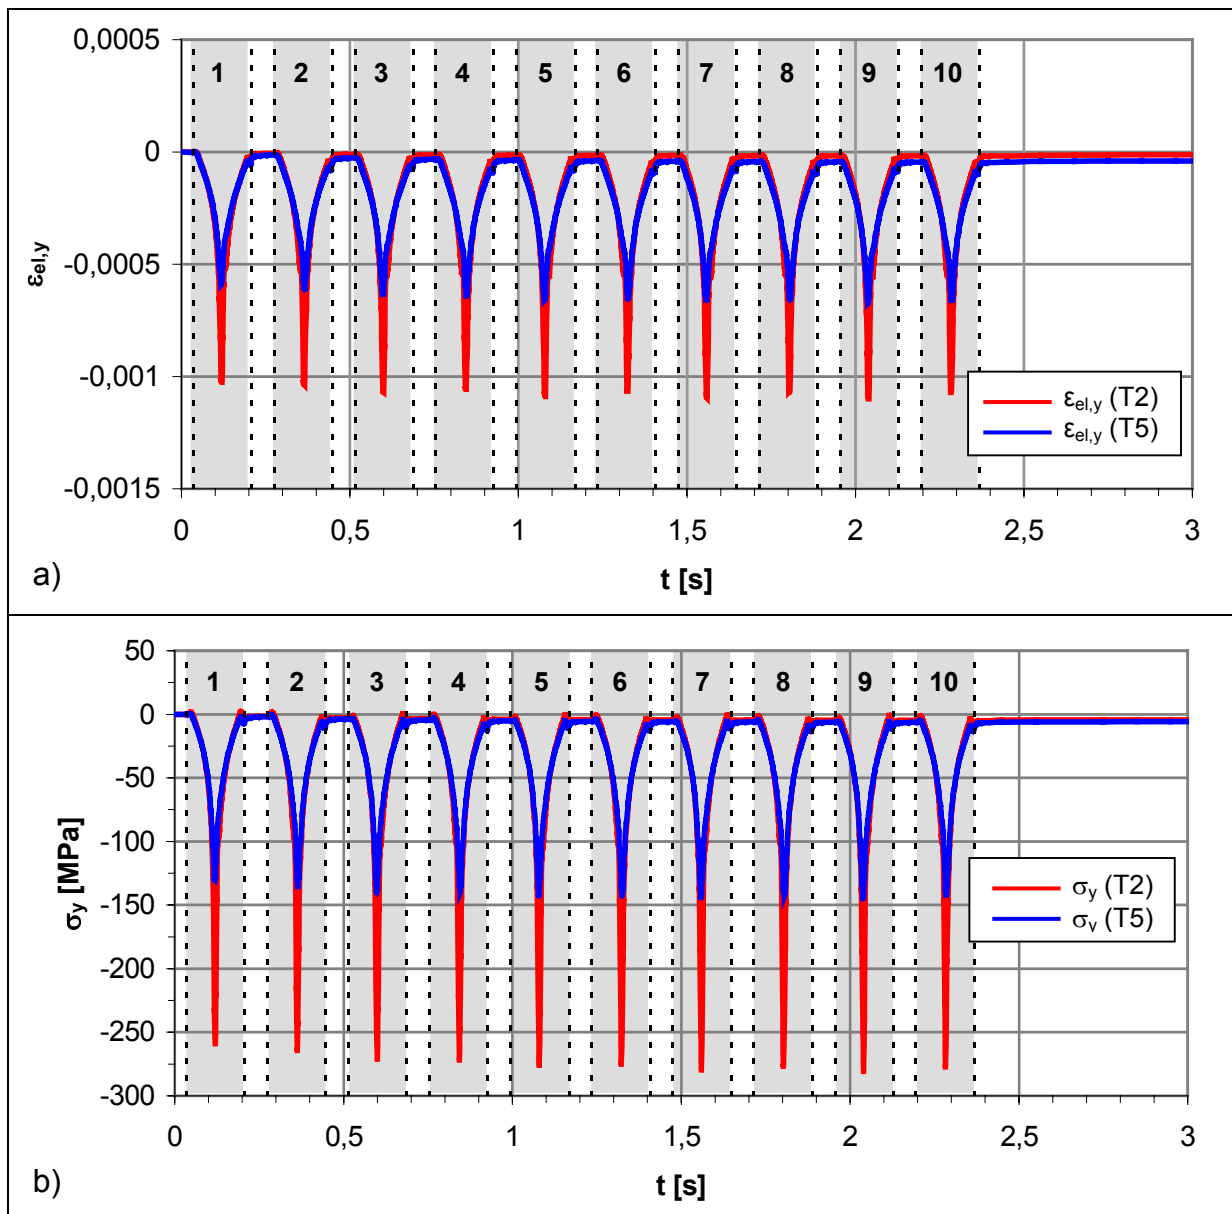 0,0005
1 2 3 4 5 6 7 8 9 10
0
-0,0005
-0,001
-0,0015
εel,y
εel,y (T2)
εel,y (T5)
0 0,5 1 1,5 2 2,5 3
t [s]
a)
50
1 2 3 4 5 6 7 8 9 10
0
-50
-100
-150
-200
-250
-300
σy [MPa]
σy (T2)
σy (T5)
0 0,5 1 1,5 2 2,5 3
t [s]
b)